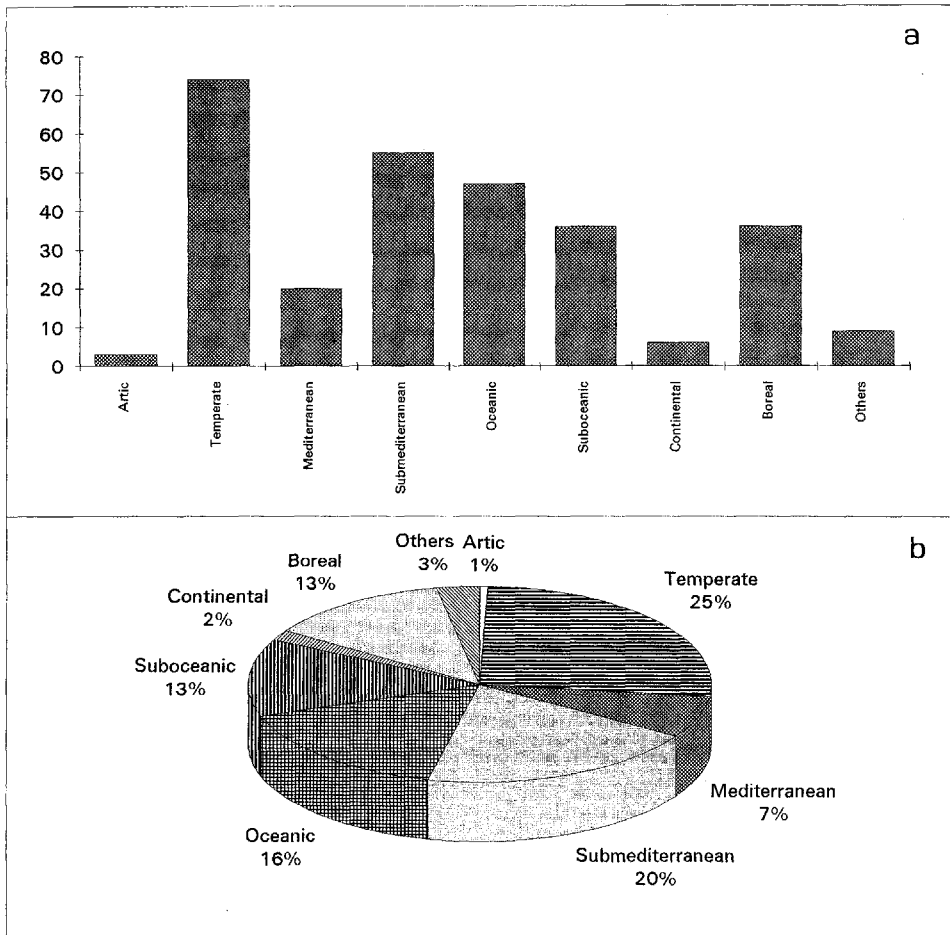 a
80
70
60
50
40
30
20
10
0
Artic
Temperate
Mediterranean
Submediterranean
Oceanic
Suboceanic
Continental
Boreal
Others
b
Others
3%
Artic
1%
Boreal
13%
Temperate
25%
Continental
2%
Suboceanic
13%
Mediterranean
7%
Oceanic
16%
Submediterranean
20%